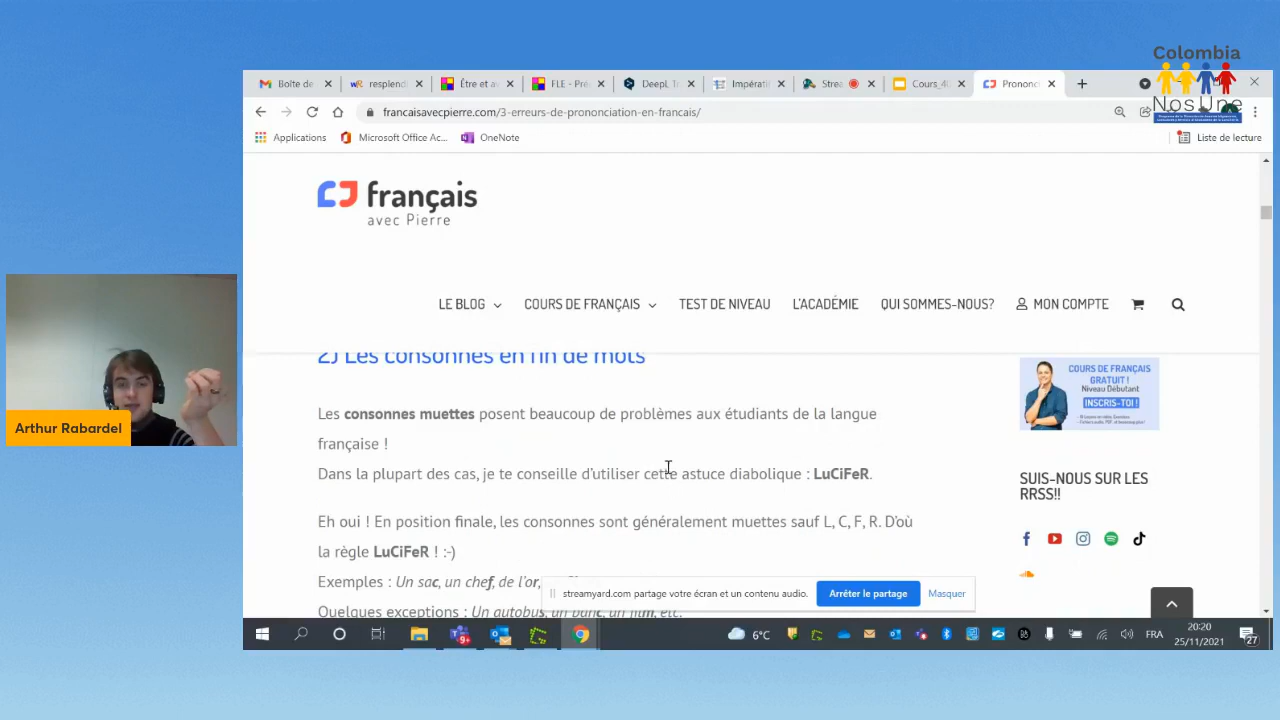 Colombia
NosUne
Boîte de
resplendi
Être et av
FLE - Pré
DeepL Tr
Impérati
Stre
Cours_4
Prononc
francaisavecpierre.com/3-erreurs-de-prononciation-en-francais/
Applications
Microsoft Office Ac...
OneNote
Liste de lecture
français
avec Pierre
LE BLOG
COURS DE FRANÇAIS
TEST DE NIVEAU
L'ACADÉMIE
QUI SOMMES-NOUS?
MON COMPTE
2) Les consonnes en fin de mots
Les consonnes muettes posent beaucoup de problèmes aux étudiants de la langue
française !
Dans la plupart des cas, je te conseille d'utiliser cette astuce diabolique : LuCiFeR.
Eh oui ! En position finale, les consonnes sont généralement muettes sauf L, C, F, R. D'où
la règle LuCiFeR ! :-)
Exemples : Un sac, un chef, de l'or,
Quelques exceptions : Un autobus, un banc, un film, etc.
COURS DE FRANÇAIS
GRATUIT !
Niveau Débutant
INSCRIS-TOI !
SUIS-NOUS SUR LES
RRSS!!
streamyard.com partage votre écran et un contenu audio.
Arrêter le partage
Masquer
Arthur Rabardel
6°C
FRA
20:20
25/11/2021
27